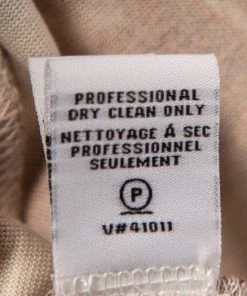 PROFESSIONAL
DRY CLEAN ONLY
NETTOYAGE Á SEC
PROFESSIONNEL
SEULEMENT
P
V#41011